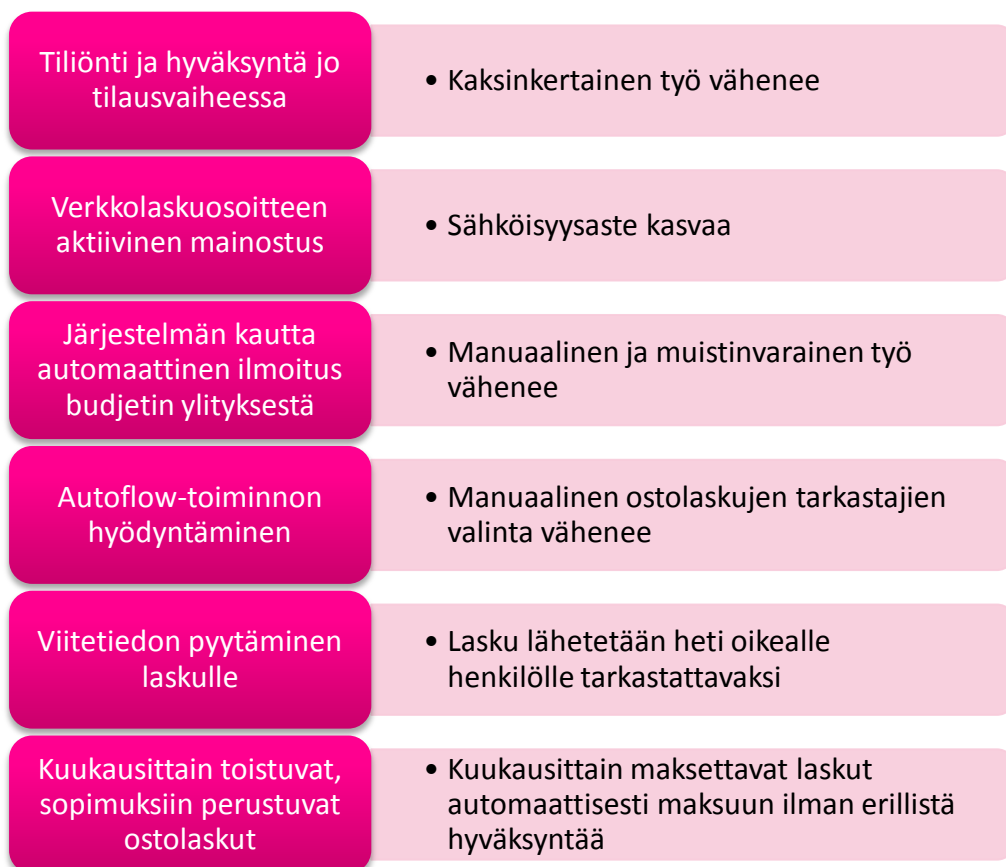 Tiliönti ja hyväksyntä jo
tilausvaiheessa
• Kaksinkertainen työ vähenee
Verkkolaskuosoitteen
aktiivinen mainostus
• Sähköisyysaste kasvaa
Järjestelmän kautta
automaattinen ilmoitus
budjetin ylityksestä
• Manuaalinen ja muistinvarainen työ
vähenee
Autoflow-toiminnon
hyödyntäminen
• Manuaalinen ostolaskujen tarkastajien
valinta vähenee
Viitetiedon pyytäminen
laskulle
• Lasku lähetetään heti oikealle
henkilölle tarkastattavaksi
Kuukausittain toistuvat,
sopimuksiin perustuvat
ostolaskut
• Kuukausittain maksettavat laskut
automaattisesti maksuun ilman erillistä
hyväksyntää